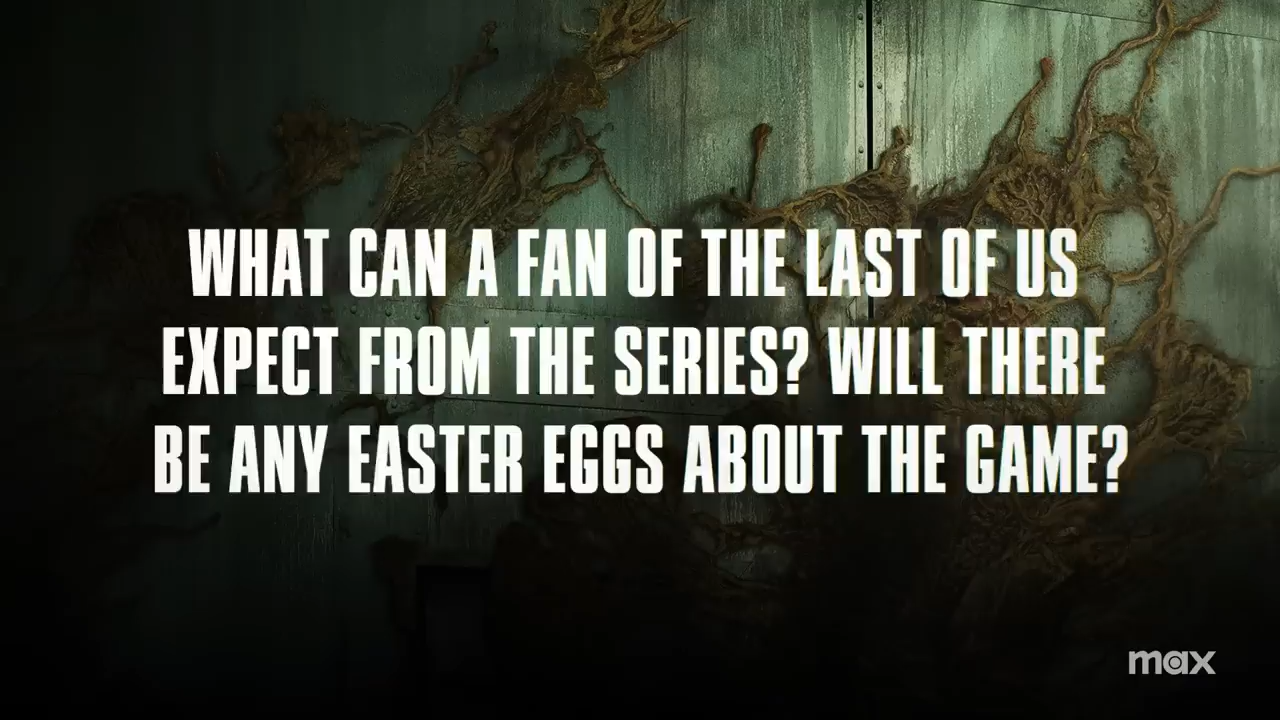 WHAT CAN A FAN OF THE LAST OF US
EXPECT FROM THE SERIES? WILL THERE
BE ANY EASTER EGGS ABOUT THE GAME?
max